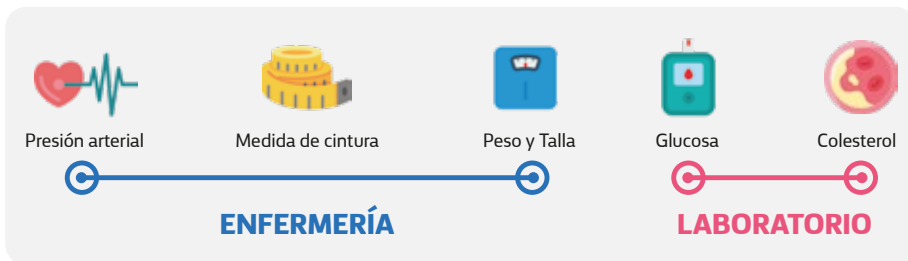 Presión arterial
Medida de cintura
Peso y Talla
Glucosa
Colesterol
ENFERMERÍA
LABORATORIO